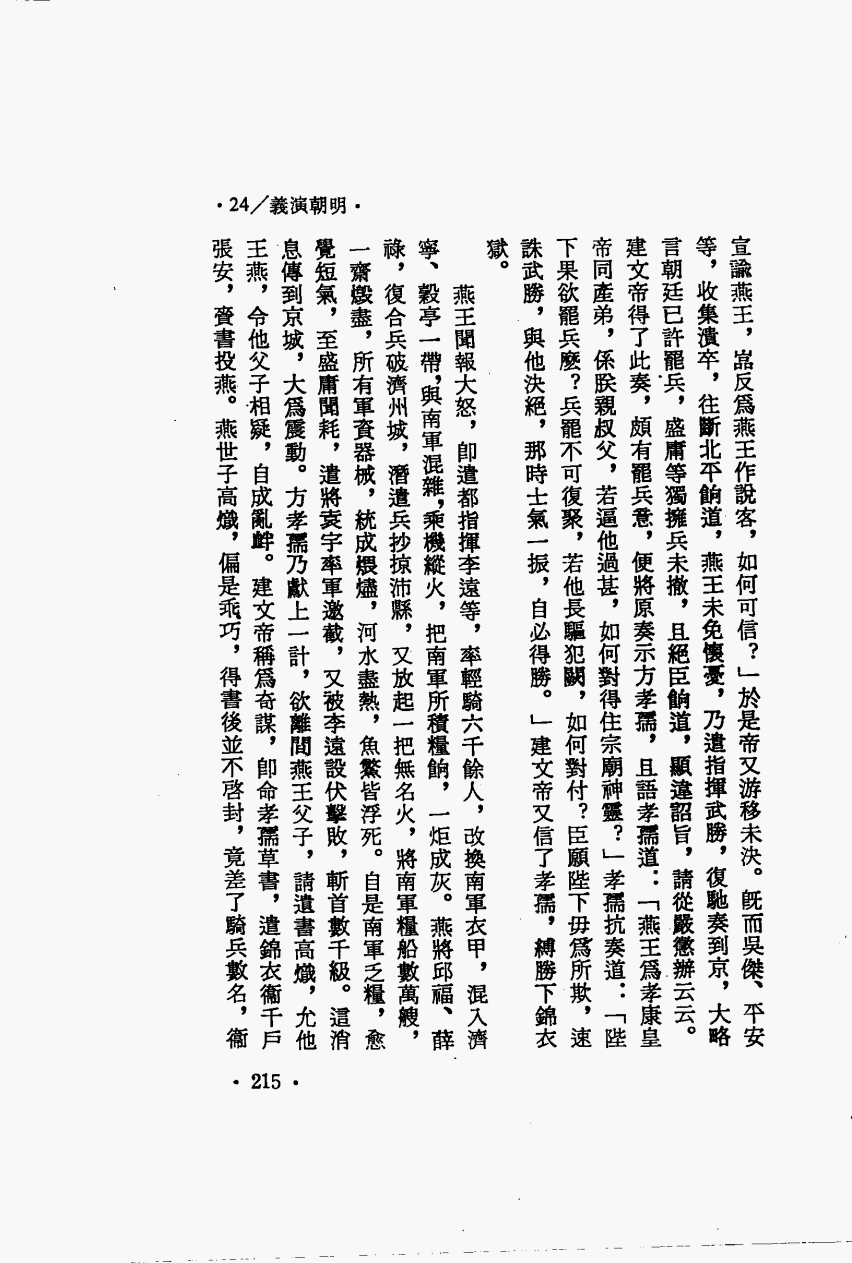 ·24／義演朝明·
宣諭燕王，嵓反爲燕王作說客，如何可信？」於是帝又游移未決。旣而吳傑、平安
等，收集潰卒，往斷北平餉道，燕王未免懷憂，乃遣指揮武勝，復馳奏到京，大略
言朝廷已許罷兵，盛庸等獨擁兵未撤，且絕臣餉道，顯違詔旨，請從嚴懲辦云云。
建文帝得了此奏，頗有罷兵意，便將原奏示方孝孺，且語孝孺道：「燕王爲孝康皇
帝同產弟，係朕親叔父，若逼他過甚，如何對得住宗廟神靈？」孝孺抗奏道：「陛
下果欲罷兵麽？兵罷不可復聚，若他長驅犯闕，如何對付？臣願陛下毋爲所欺，速
誅武勝，與他決絕，那時士氣一振，自必得勝。」建文帝又信了孝孺，縛勝下錦衣
獄。
燕王聞報大怒，卽遣都指揮李遠等，率輕騎六千餘人，改換南軍衣甲，混入濟
寧、穀亭一帶，與南軍混雜，乘機縱火，把南軍所積糧餉，一炬成灰。燕將邱福、薛
祿，復合兵破濟州城，潛遣兵抄掠沛縣，又放起一把無名火，將南軍糧船數萬艘，
一齋燬盡，所有軍資器械，統成煨燼，河水盡熱，魚鱉皆浮死。自是南軍乏糧，愈
覺短氣，至盛庸聞耗，遣將袁宇率軍邀截，又被李遠設伏擊敗，斬首數千級。這消
息傳到京城，大爲震動。方孝孺乃獻上一計，欲離間燕王父子，請遺書高熾，允他
王燕，令他父子相疑，自成亂衅。建文帝稱爲奇謀，卽命孝孺草書，遣錦衣衞千戶
張安，齎書投燕。燕世子高熾，偏是乖巧，得書後並不啓封，竟差了騎兵數名，衞
·215·